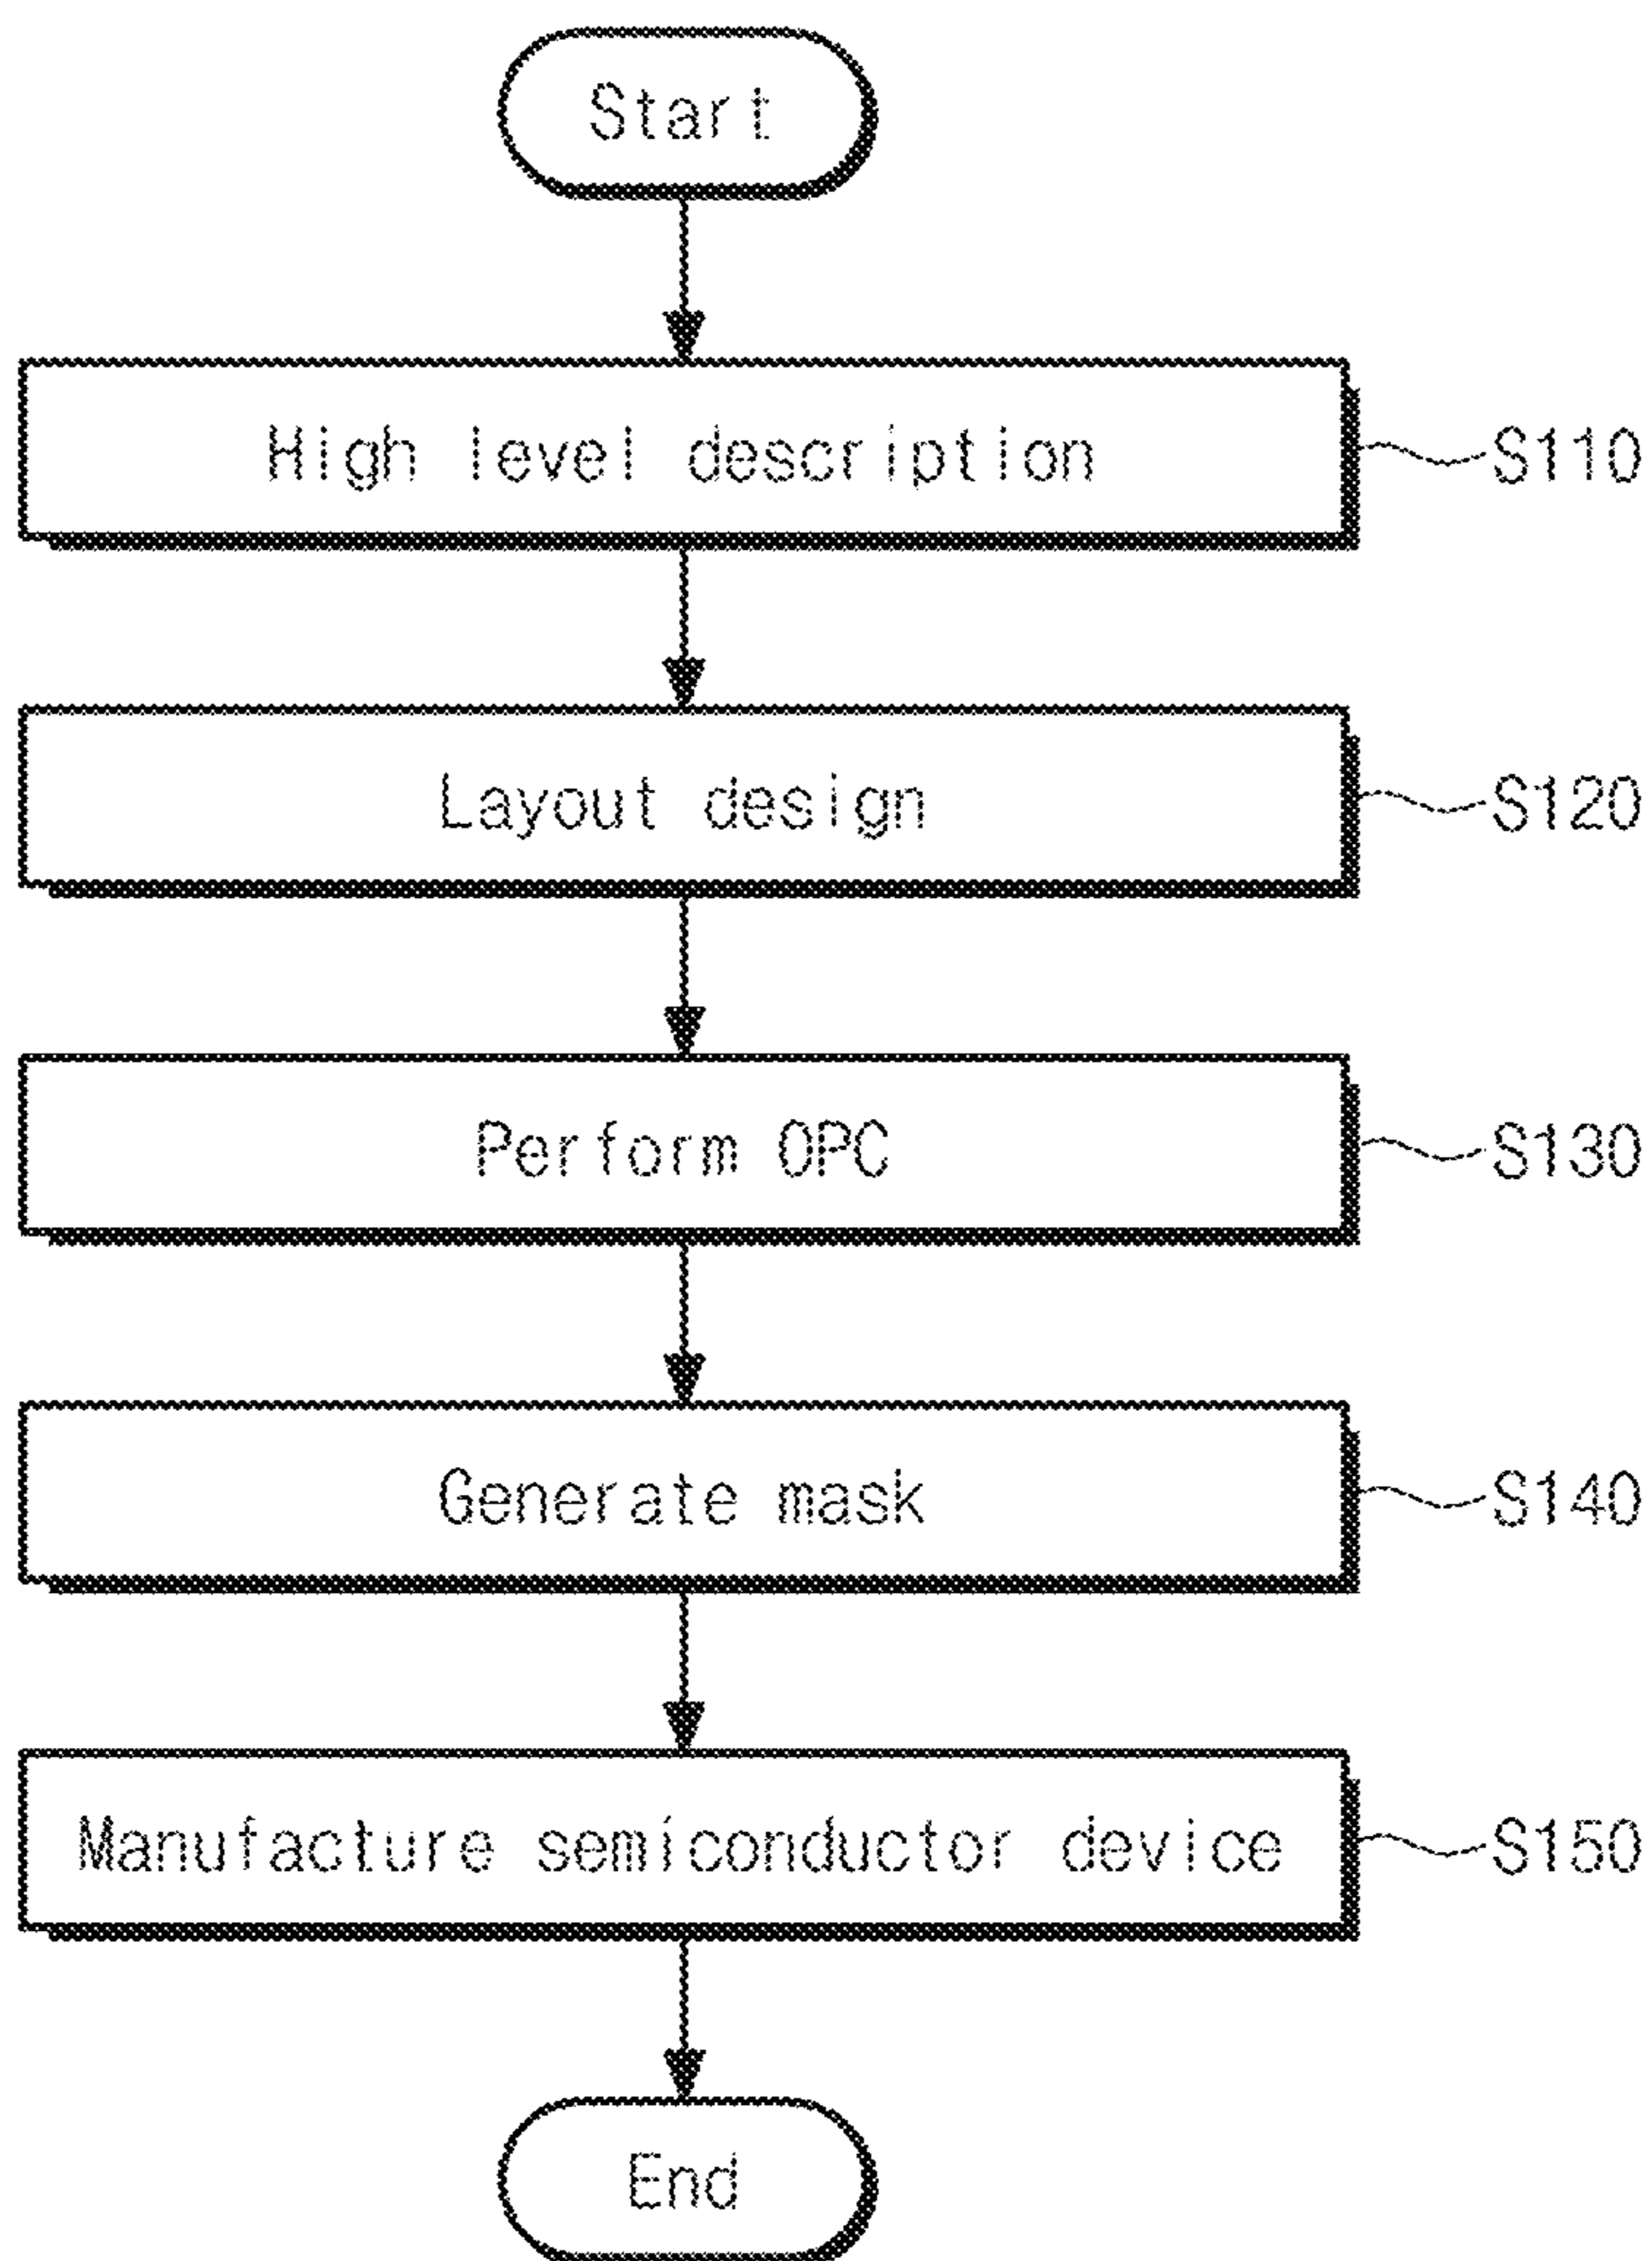 Start
High level description
S110
Layout design
S120
Perform OPC
S130
Generate mask
S140
Manufacture semiconductor device
S150
End